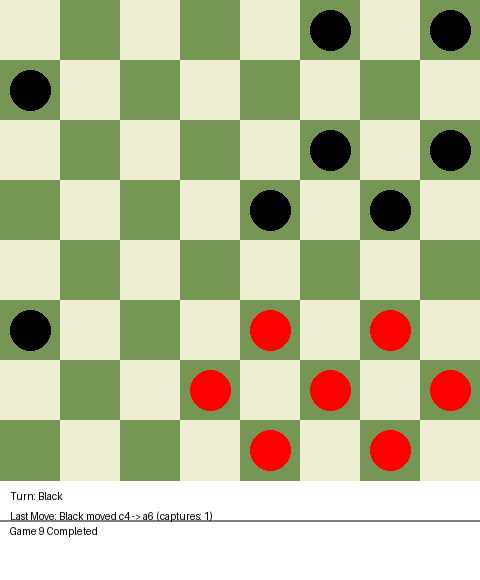 Turn: Black
Last Move: Black moved c4 -> a6 (captures: 1)
Game 9 Completed